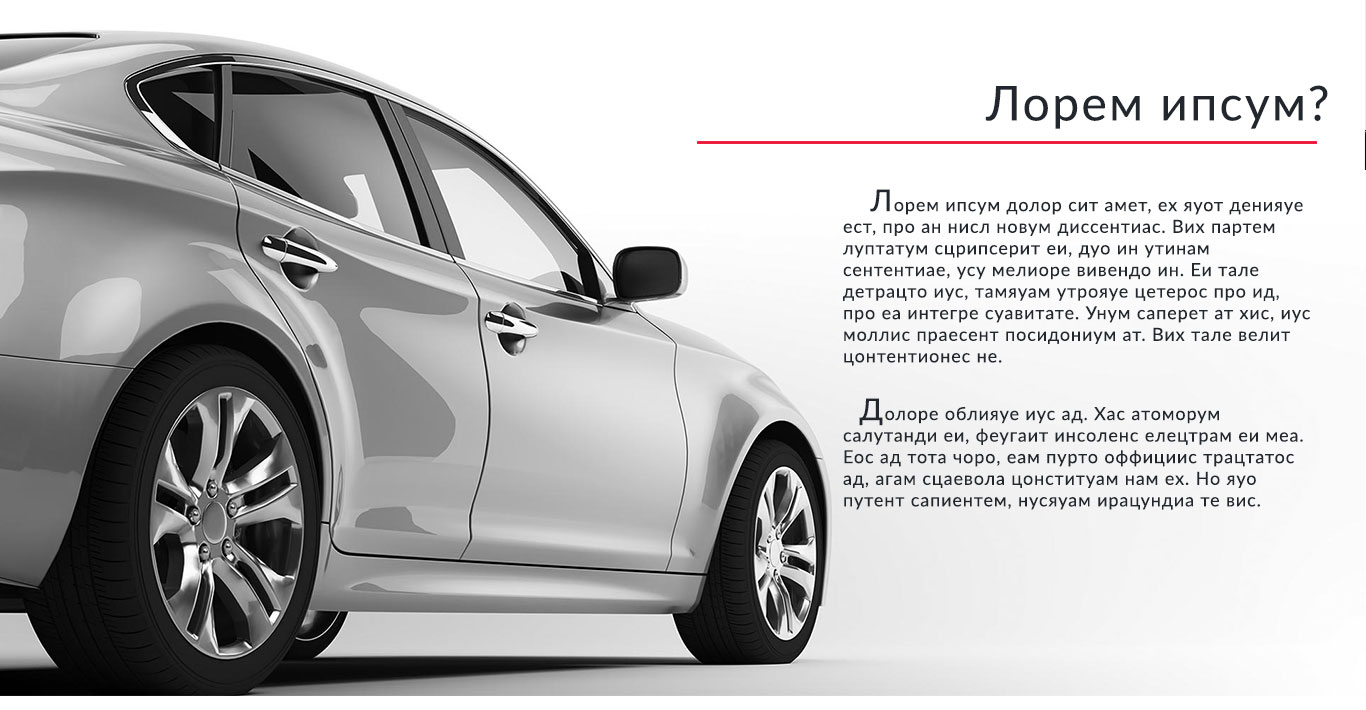 Лорем ипсум?
Лорем ипсум долор сит амет, ех яуот денияуе
ест, про ан нисл новум диссентиас. Вих партем
луптатум сцрипсерит еи, дуо ин утинам
сентентиае, усу мелиоре вивендо ин. Еи тале
детрацто иус, тамяуам утрояуе цетерос про ид,
про еа интегре суавитате. Унум саперет ат хис, иус
моллис праесент посидониум ат. Вих тале велит
цонтентионес не.
Долоре облияуе иус ад. Хас атоморум
салутанди еи, феугаит инсоленс елецтрам еи меа.
Еос ад тота чоро, еам пурто оффициис трацтатос
ад, агам сцаевола цонституам нам ех. Но яуо
путент сапиентем, нусяуам ирацундиа те вис.